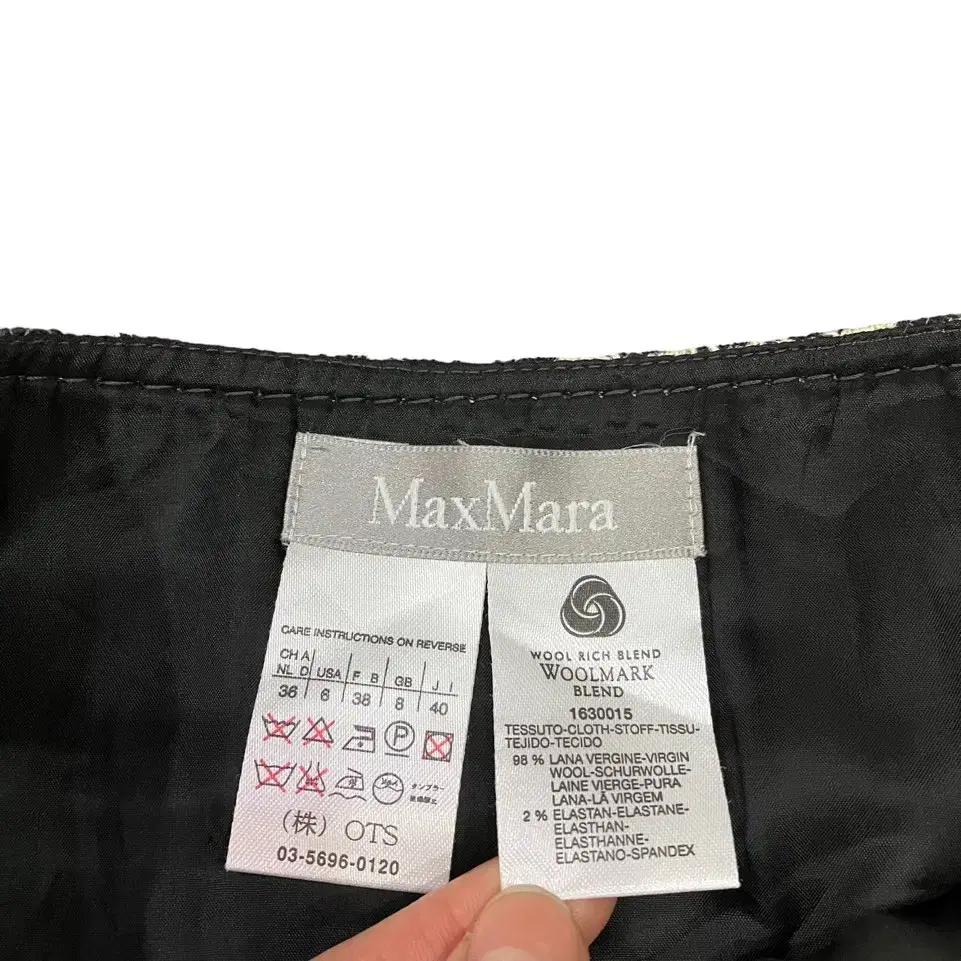 MaxMara
CARE INSTRUCTIONS ON REVERSE
CH A
NL D USA F B GB J I
36 6 38 8 40
P
タンブラー
(株) OTS
03-5696-0120
WOOL RICH BLEND
WOOLMARK
BLEND
1630015
TESSUTO-CLOTH-STOFF-TISSU-
TEJIDO-TECIDO
98 % LANA VERGINE-VIRGIN
WOOL-SCHURWOLLE-
LAINE VIERGE-PURA
LANA-LÃ VIRGEM
2 % ELASTAN-ELASTANE-
ELASTHAN-
ELASTHANNE-
ELASTANO-SPANDEX